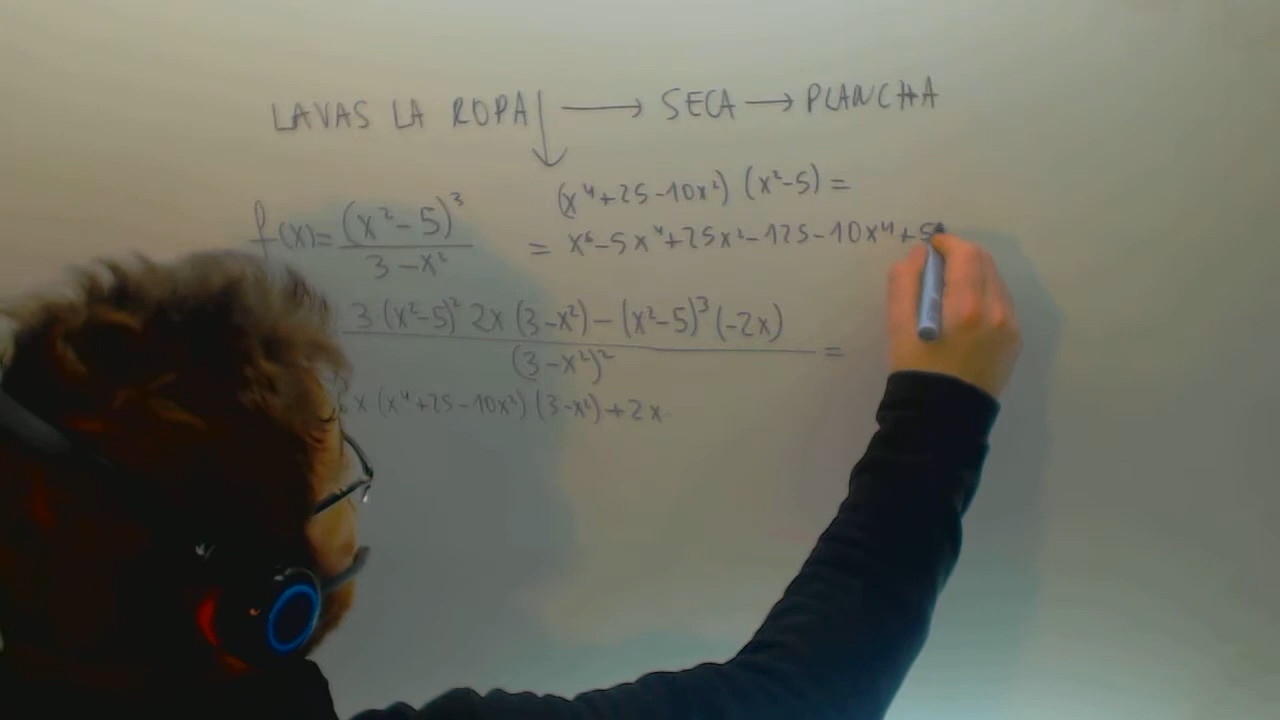 LAVAS LA ROPA ↓ → SECA → PLANCHA
(x⁴+25-10x²) (x²-5) =
f(x) = (x²-5)³ / 3-x²
= x⁶-5x⁴+25x²-125-10x⁴+5
3(x²-5)² 2x (3-x²) - (x²-5)³ (-2x) / (3-x²)² =
x (x⁴+25-10x²) (3-x²) + 2x